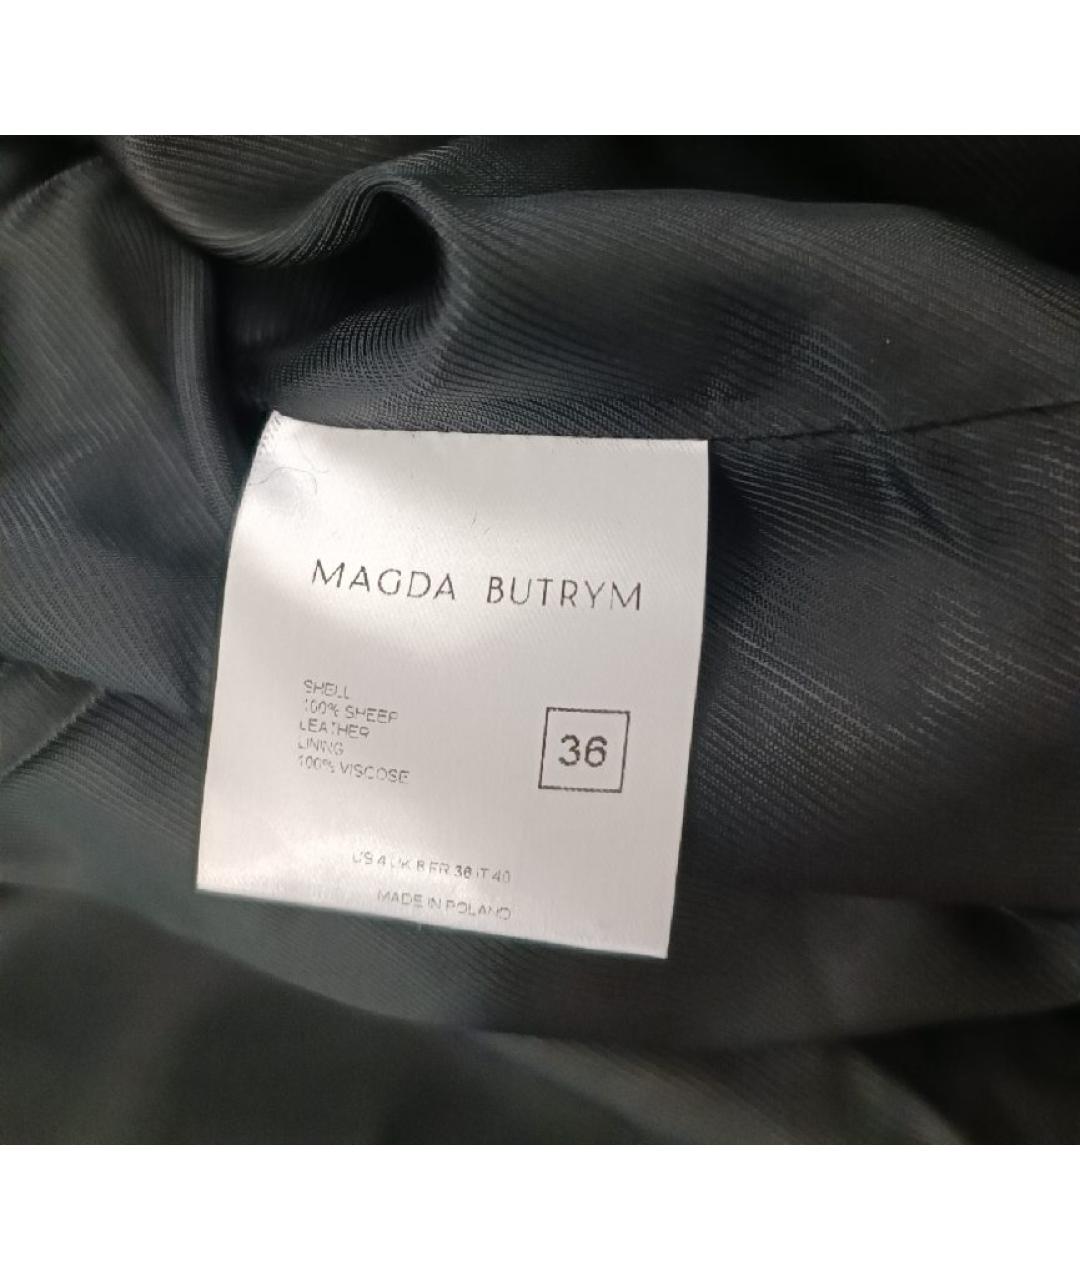 MAGDA BUTRYM
SHELL
100% SHEEP
LEATHER
LINING
100% VISCOSE
36
US 4 UK 8 FR 36 IT 40
MADE IN POLAND